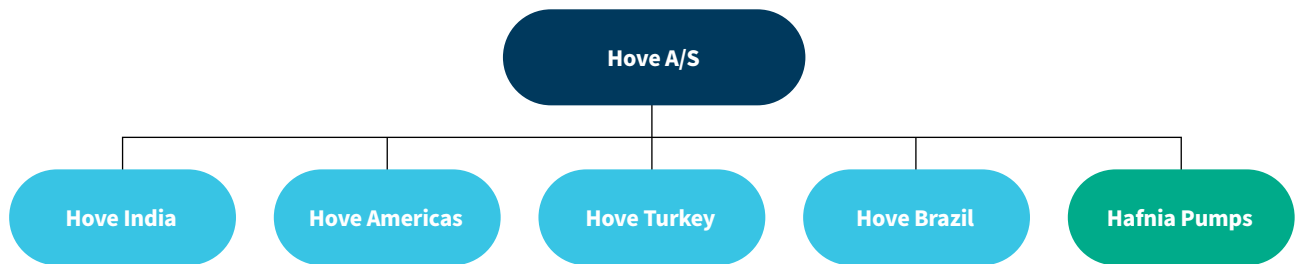 Hove A/S
Hove India
Hove Americas
Hove Turkey
Hove Brazil
Hafnia Pumps